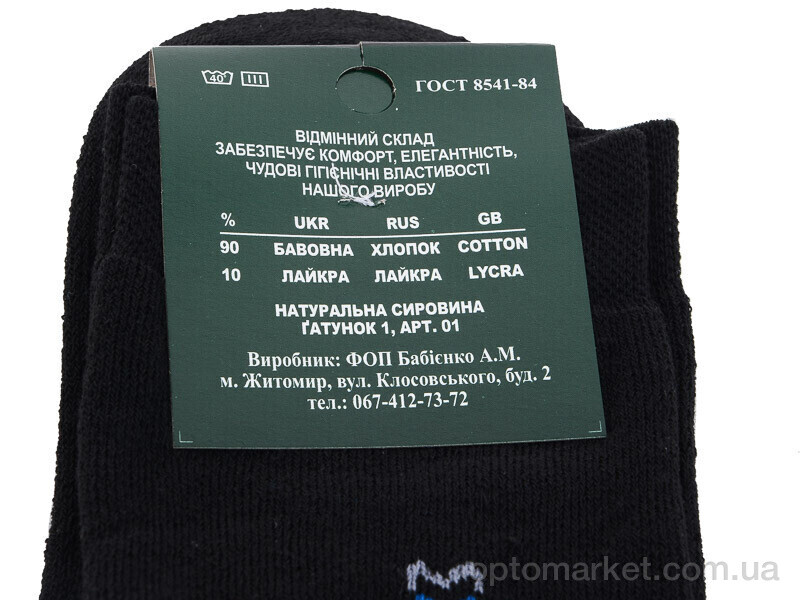 40° ГОСТ 8541-84
ВІДМІННИЙ СКЛАД
ЗАБЕЗПЕЧУЄ КОМФОРТ, ЕЛЕГАНТНІСТЬ,
ЧУДОВІ ГІГІЄНІЧНІ ВЛАСТИВОСТІ
НАШОГО ВИРОБУ
% UKR RUS GB
90 БАВОВНА ХЛОПОК COTTON
10 ЛАЙКРА ЛАЙКРА LYCRA
НАТУРАЛЬНА СИРОВИНА
ҐАТУНОК 1, АРТ. 01
Виробник: ФОП Бабієнко А.М.
м. Житомир, вул. Клосовського, буд. 2
тел.: 067-412-73-72
optomarket.com.ua